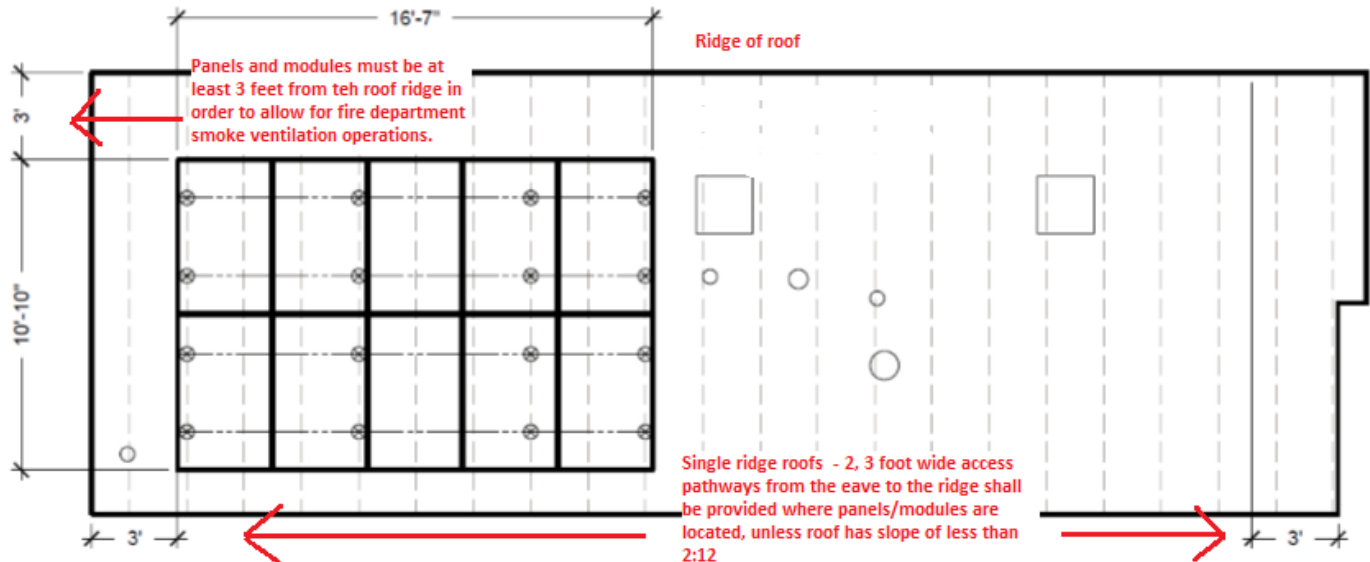 16'-7"
Ridge of roof
Panels and modules must be at
least 3 feet from teh roof ridge in
order to allow for fire department
smoke ventilation operations.
3'
10'-10"
Single ridge roofs - 2, 3 foot wide access
pathways from the eave to the ridge shall
be provided where panels/modules are
located, unless roof has slope of less than
2:12
3'
3'